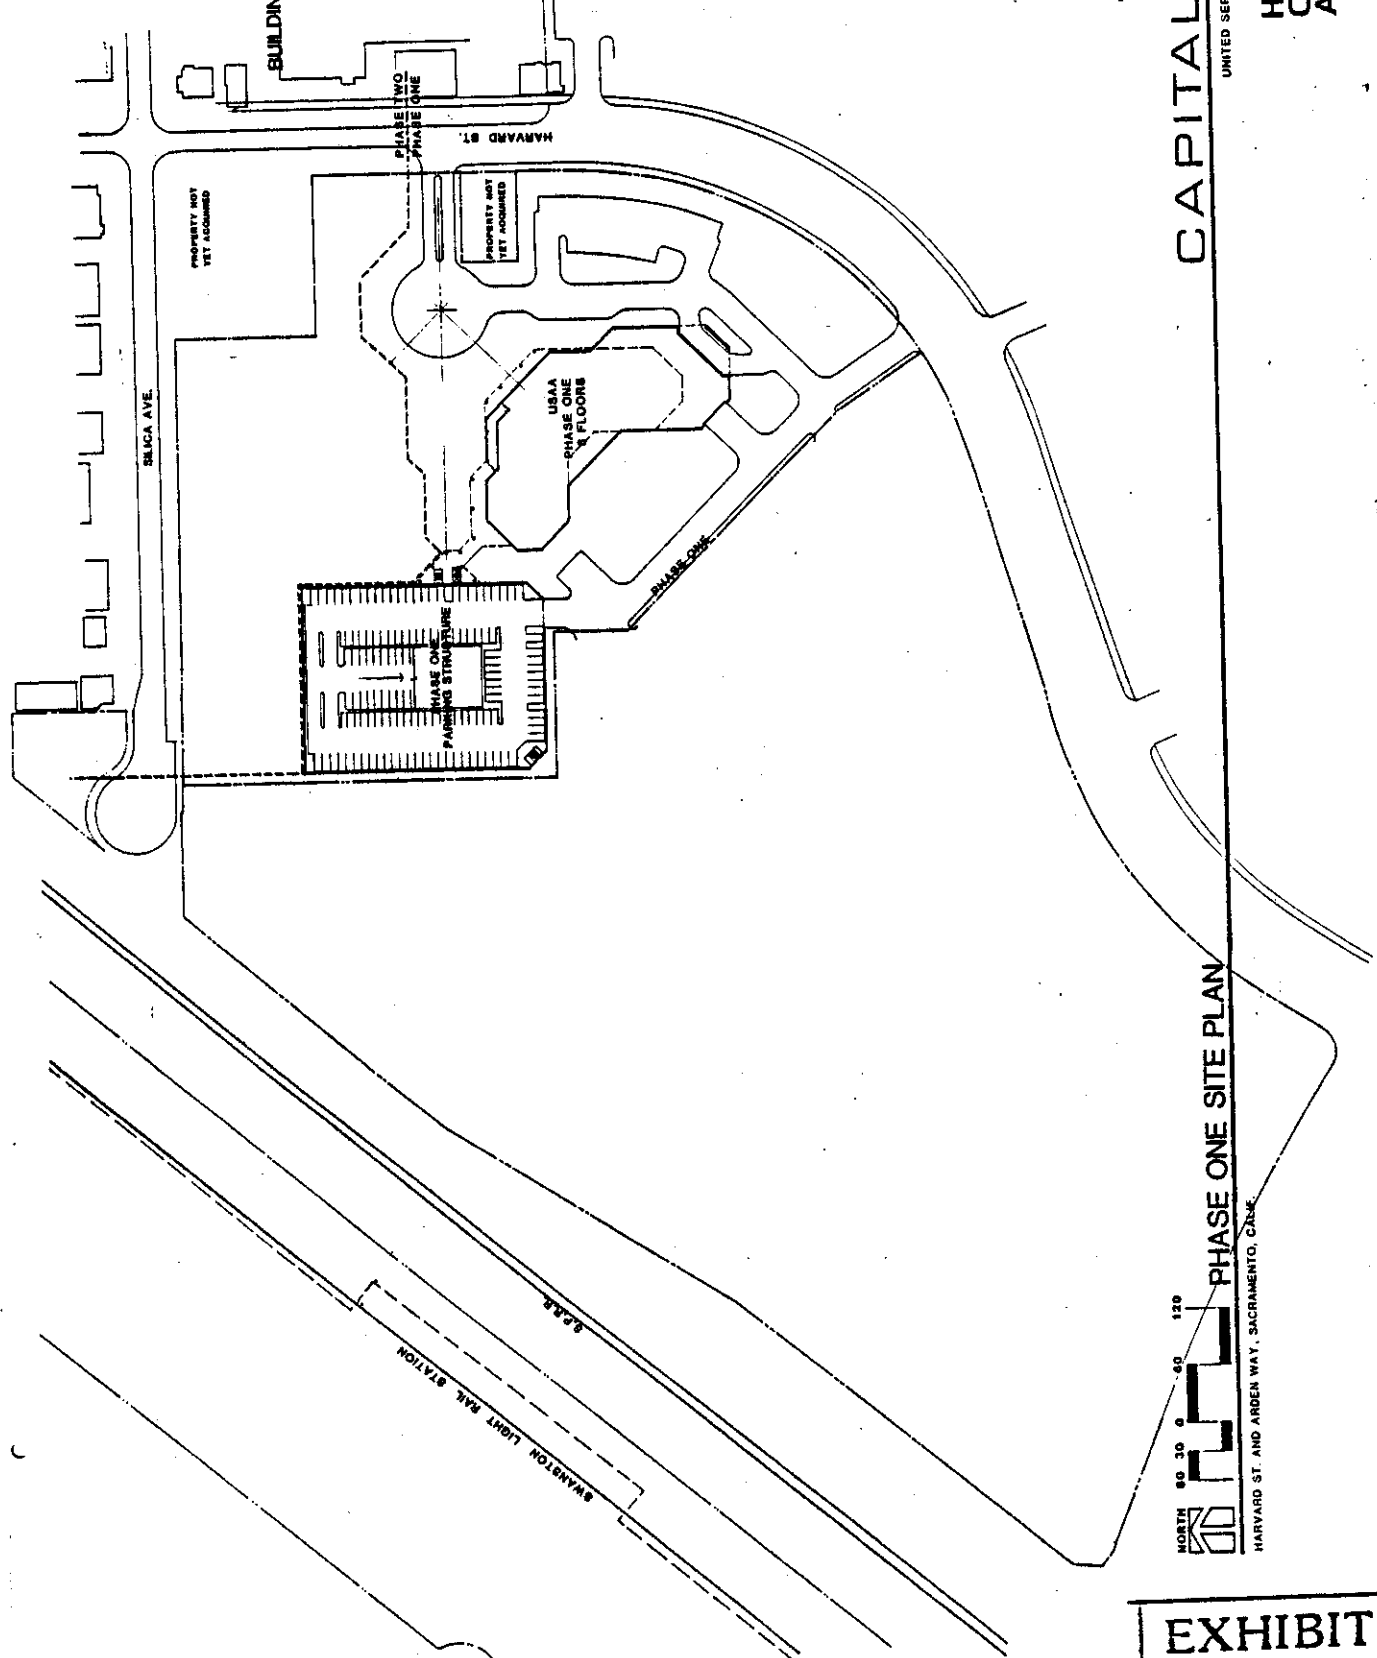 BUILDIN
PHASE TWO
PHASE ONE
HARVARD ST.
PROPERTY NOT
YET ACQUIRED
PROPERTY NOT
YET ACQUIRED
SILICA AVE.
USAA
PHASE ONE
FLOORS
PHASE ONE
PHASE ONE
PARKING STRUCTURE
S.P.R.R.
SWANSTON LIGHT RAIL STATION
CAPITAL
UNITED SER
H
C
A
NORTH
60 30 0 60 120
PHASE ONE SITE PLAN
HARVARD ST. AND ARDEN WAY, SACRAMENTO, CALIF.
EXHIBIT